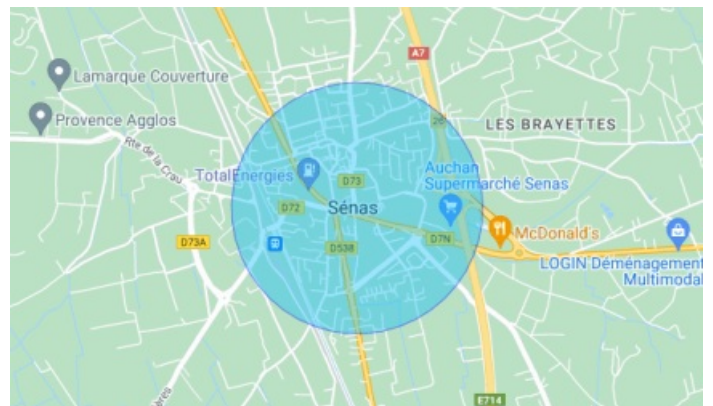 A7
Lamarque Couverture
Provence Agglos
LES BRAYETTES
26
Rte de la Crau
TotalEnergies
D73
Auchan
Supermarché Senas
D72
Sénas
D7N
McDonald's
D73A
D538
LOGIN Déménagement
Multimodal
E714